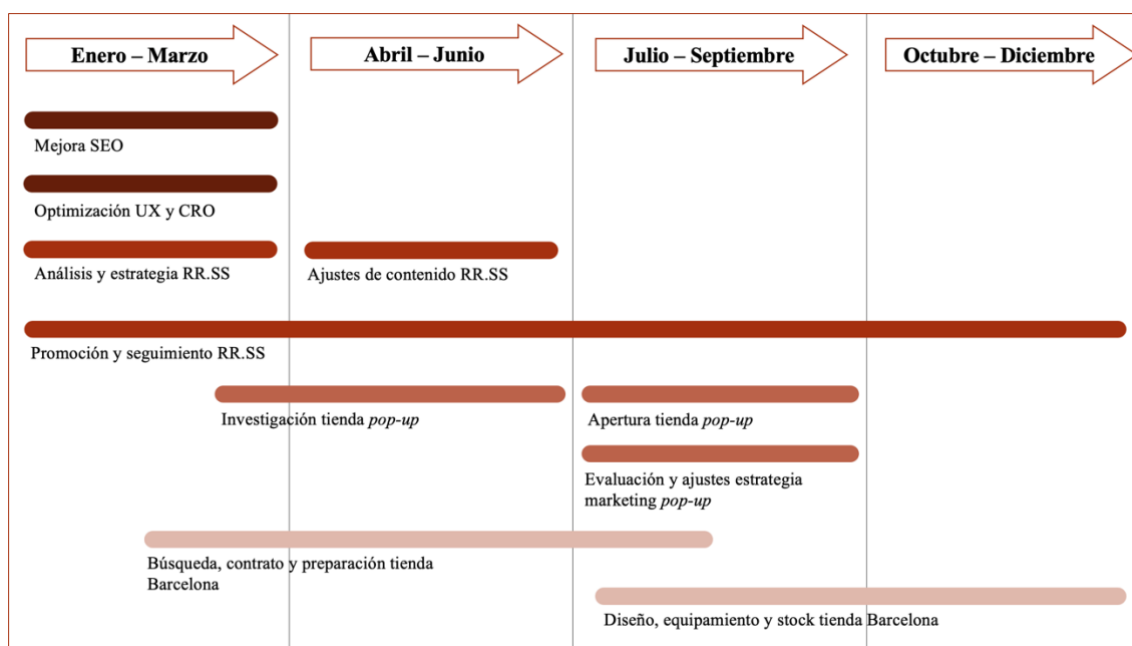 Enero – Marzo
Abril – Junio
Julio – Septiembre
Octubre – Diciembre
Mejora SEO
Optimización UX y CRO
Análisis y estrategia RR.SS
Ajustes de contenido RR.SS
Promoción y seguimiento RR.SS
Investigación tienda pop-up
Apertura tienda pop-up
Evaluación y ajustes estrategia
marketing pop-up
Búsqueda, contrato y preparación tienda
Barcelona
Diseño, equipamiento y stock tienda Barcelona